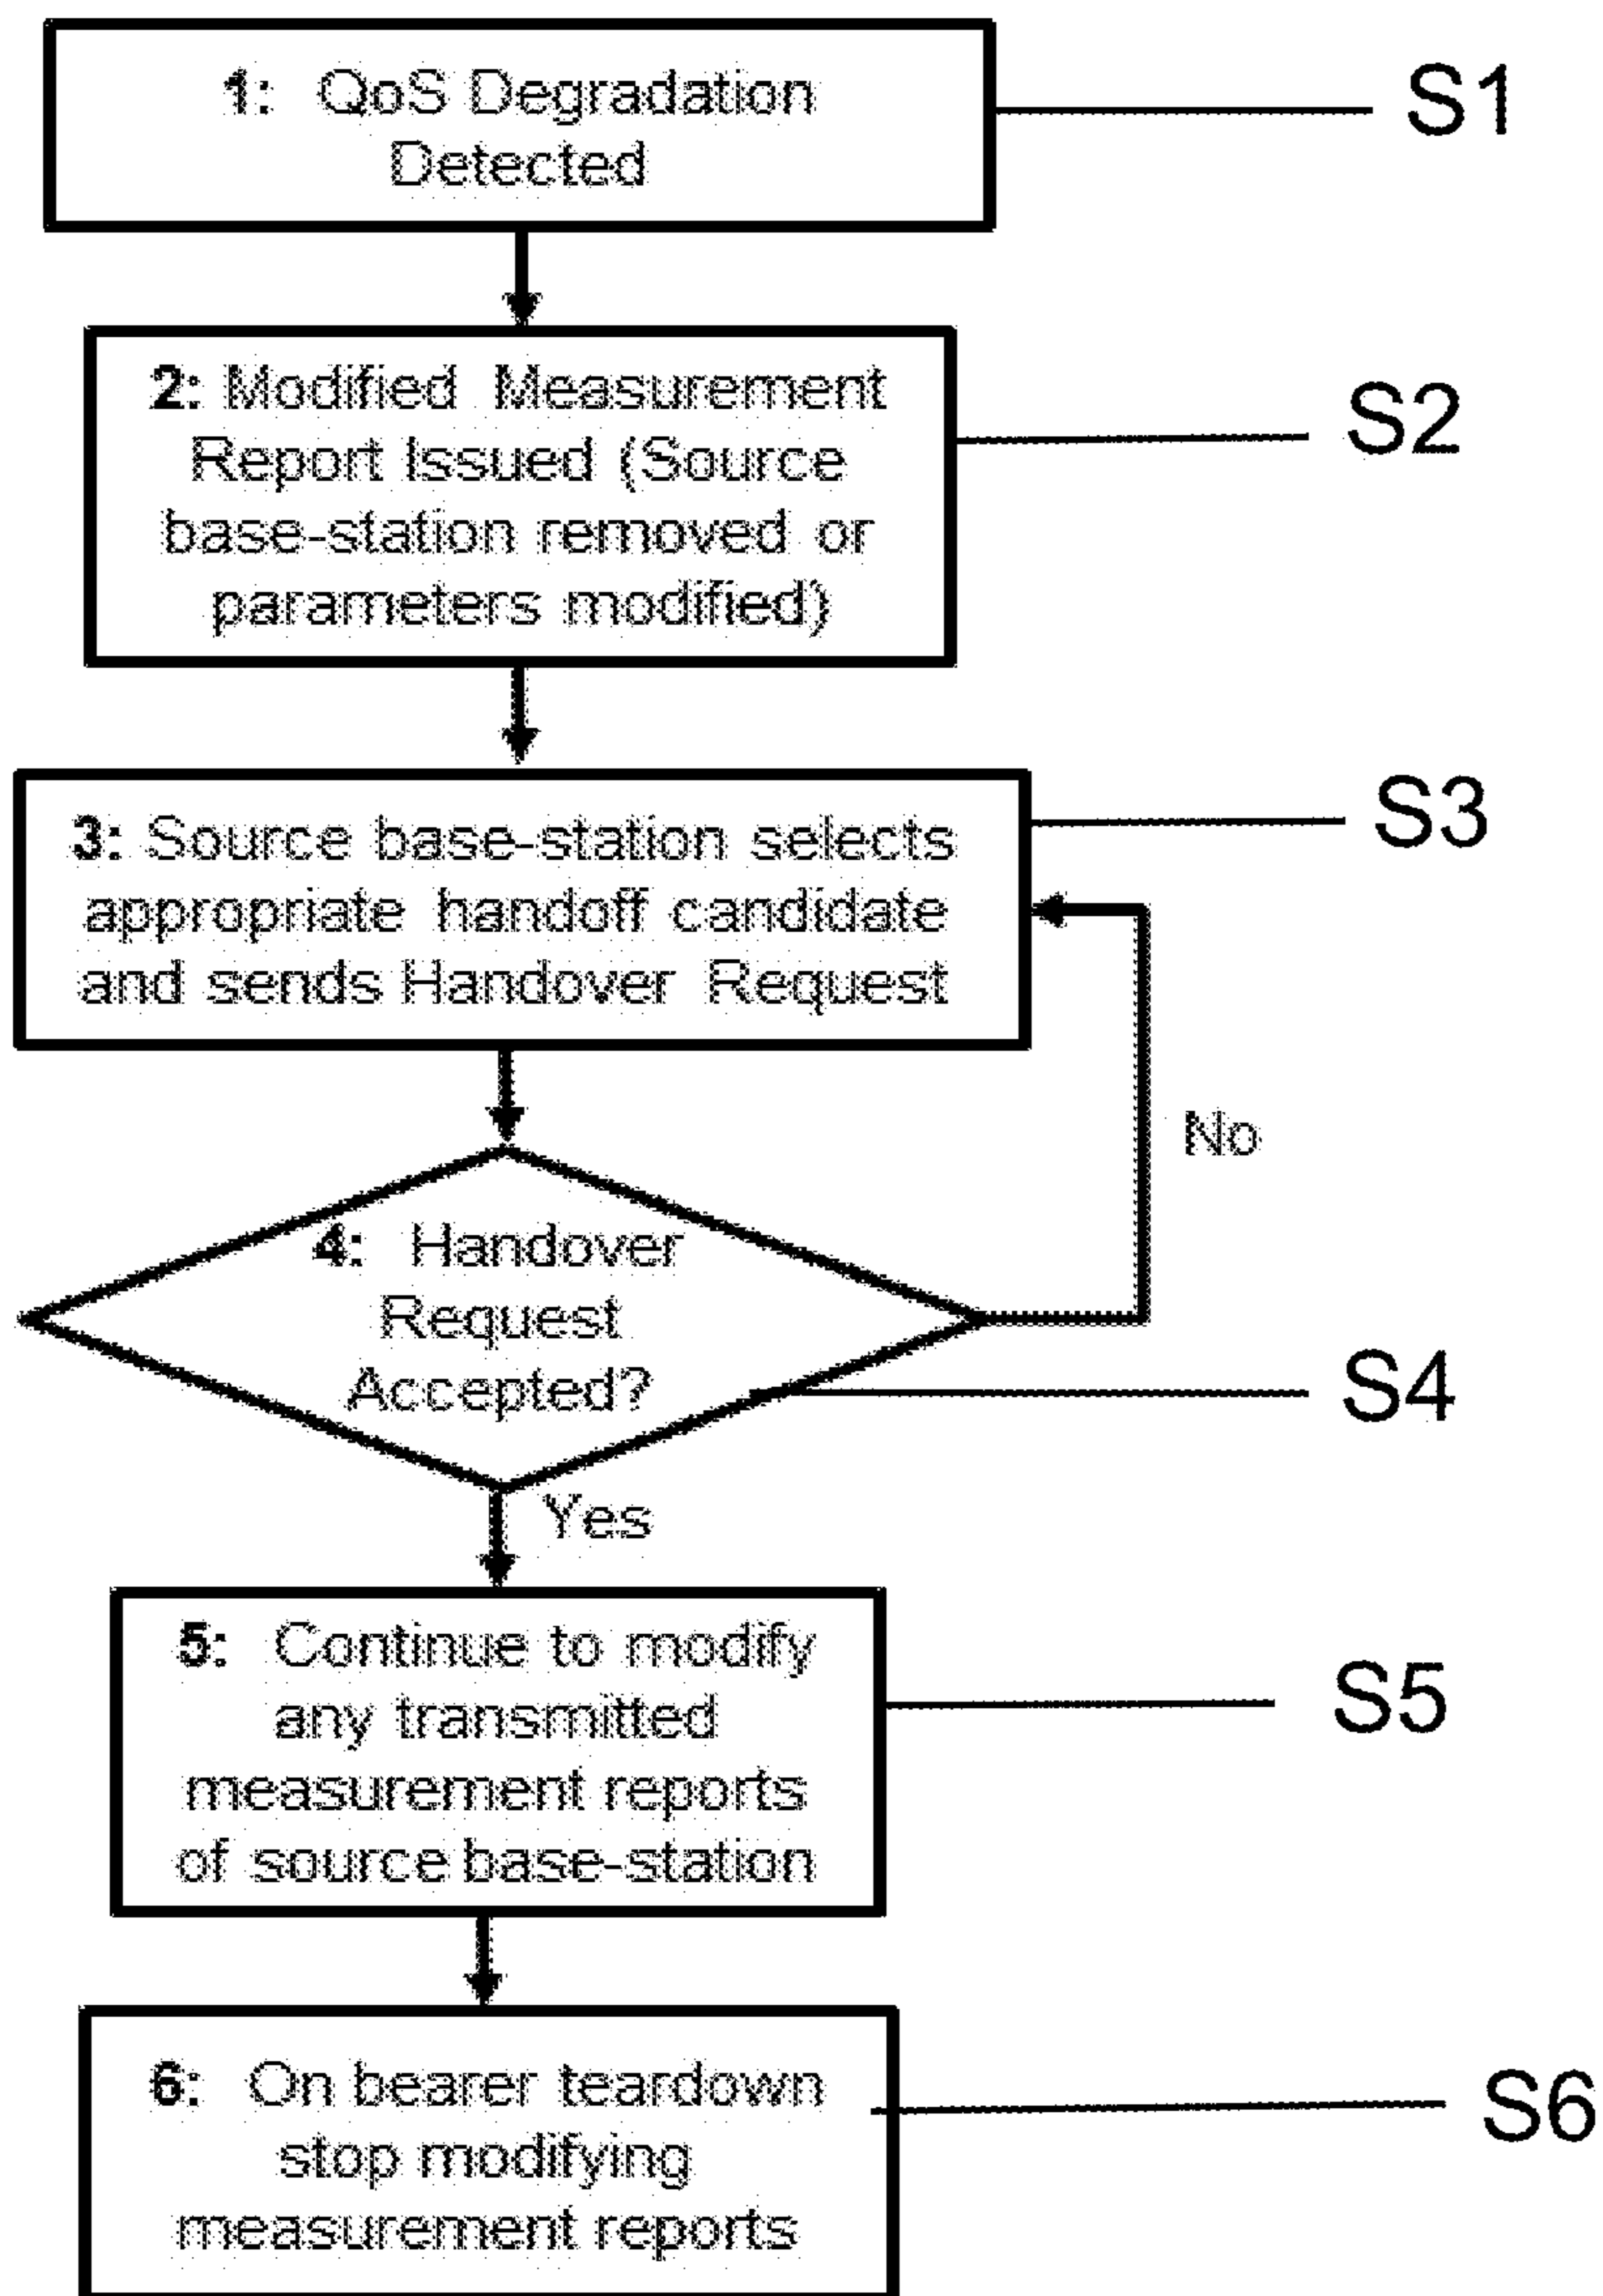 1: QoS Degradation
Detected
S1
2: Modified Measurement
Report Issued (Source
base-station removed or
parameters modified)
S2
3: Source base-station selects
appropriate handoff candidate
and sends Handover Request
S3
No
4: Handover
Request
Accepted?
S4
Yes
5: Continue to modify
any transmitted
measurement reports
of source base-station
S5
6: On bearer teardown
stop modifying
measurement reports
S6